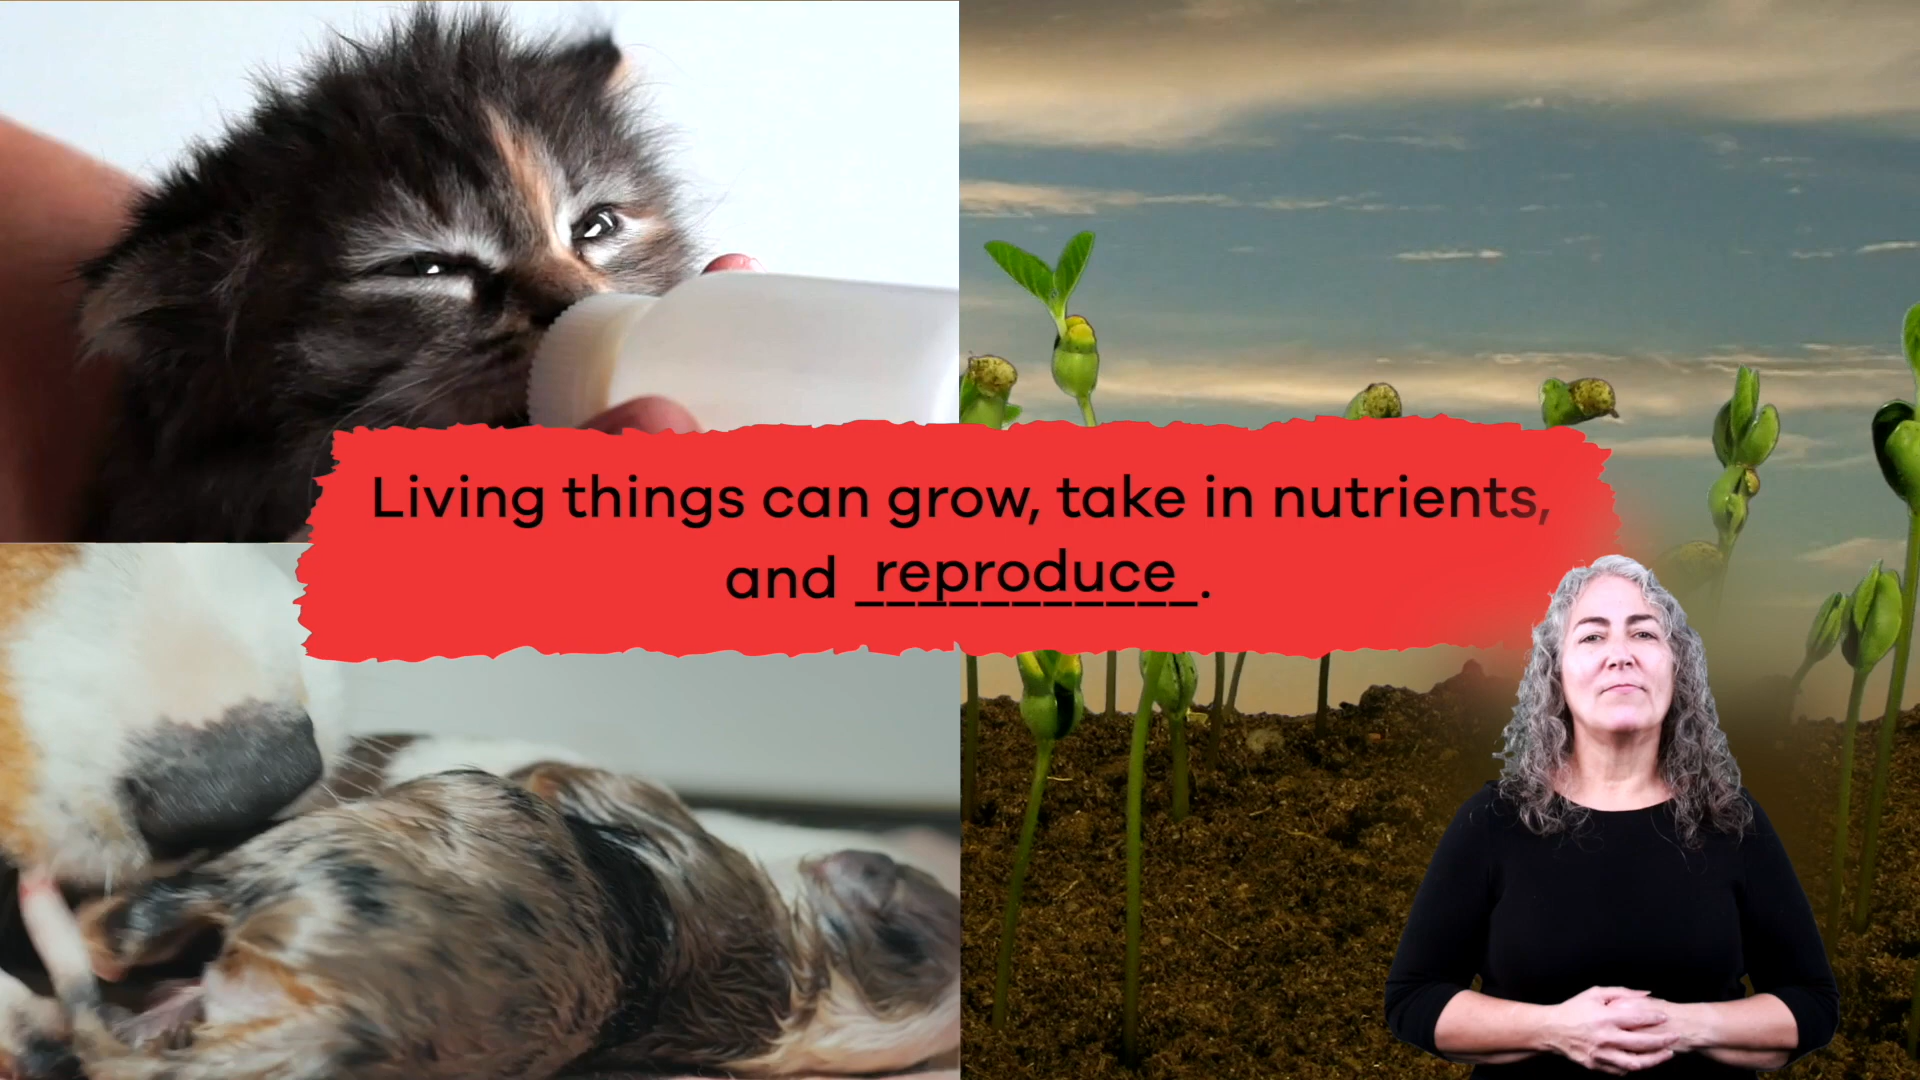 Living things can grow, take in nutrients,
and reproduce.